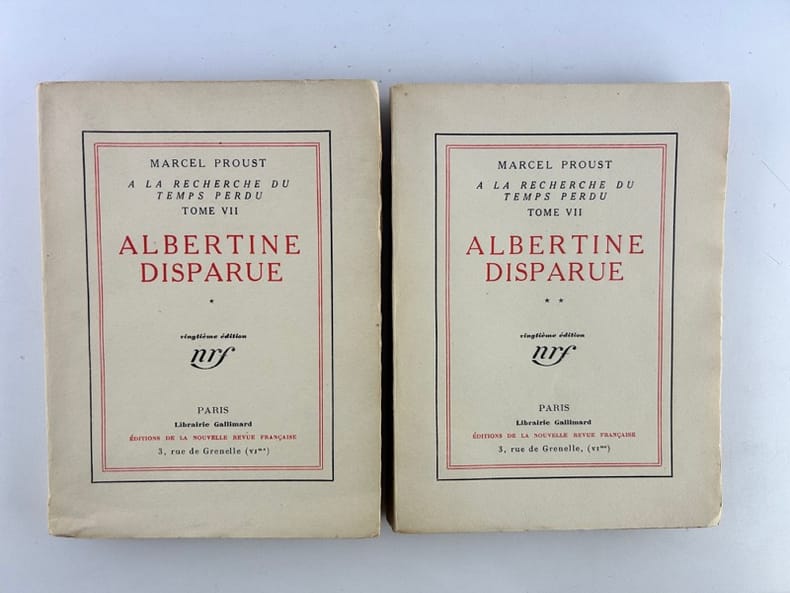 MARCEL PROUST
A LA RECHERCHE DU
TEMPS PERDU
TOME VII
ALBERTINE
DISPARUE
*
vingtième édition
nrf
PARIS
Librairie Gallimard
ÉDITIONS DE LA NOUVELLE REVUE FRANÇAISE
3, rue de Grenelle (VIme)
MARCEL PROUST
A LA RECHERCHE DU
TEMPS PERDU
TOME VII
ALBERTINE
DISPARUE
* *
vingtième édition
nrf
PARIS
Librairie Gallimard
ÉDITIONS DE LA NOUVELLE REVUE FRANÇAISE
3, rue de Grenelle, (VIme)